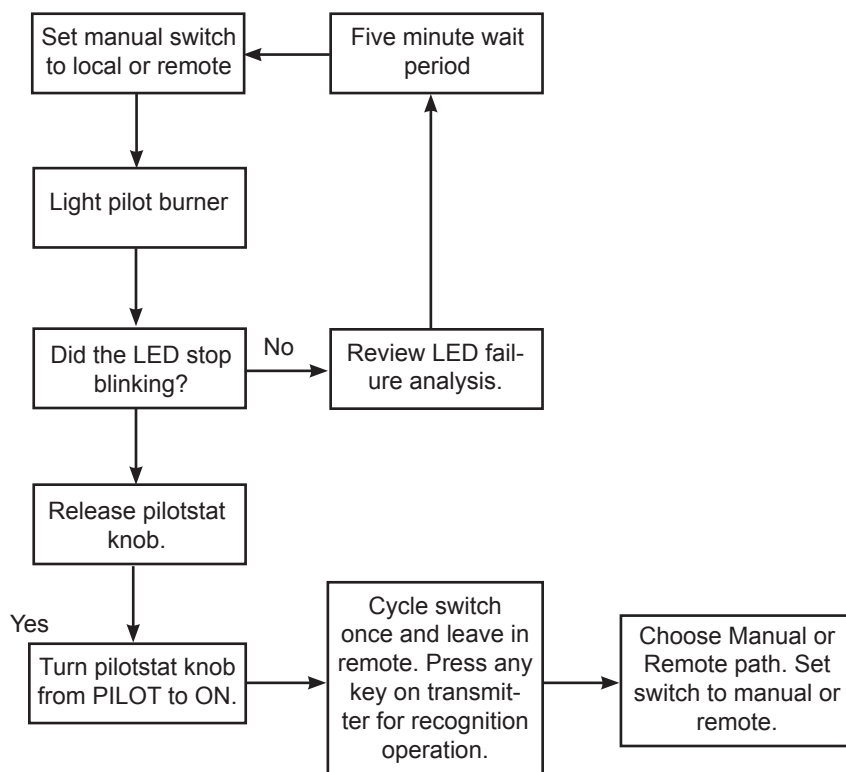 Set manual switch
to local or remote
Five minute wait
period
Light pilot burner
Did the LED stop
blinking?
No
Review LED fail-
ure analysis.
Release pilotstat
knob.
Yes
Turn pilotstat knob
from PILOT to ON.
Cycle switch
once and leave in
remote. Press any
key on transmit-
ter for recognition
operation.
Choose Manual or
Remote path. Set
switch to manual or
remote.